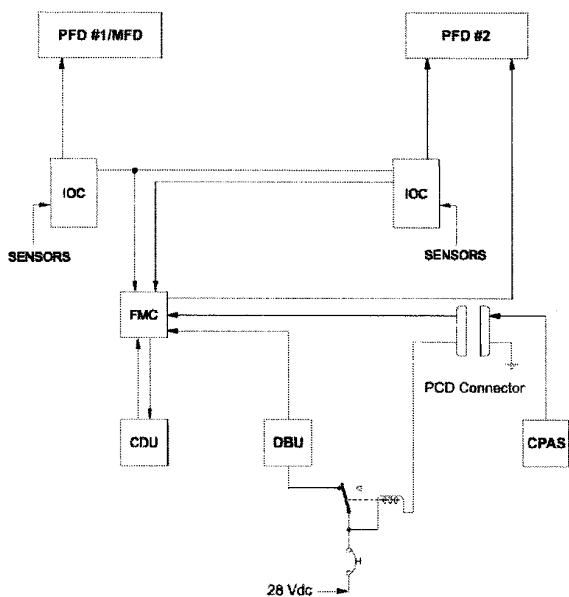 PFD #1/MFD
PFD #2
IOC
IOC
SENSORS
SENSORS
FMC
PCD Connector
CDU
DBU
CPAS
28 Vdc